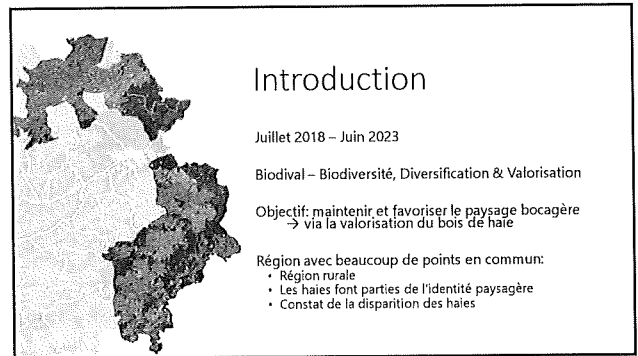 Introduction
Juillet 2018 – Juin 2023
Biodival – Biodiversité, Diversification & Valorisation
Objectif: maintenir et favoriser le paysage bocagère
→ via la valorisation du bois de haie
Région avec beaucoup de points en commun:
• Région rurale
• Les haies font parties de l'identité paysagère
• Constat de la disparition des haies